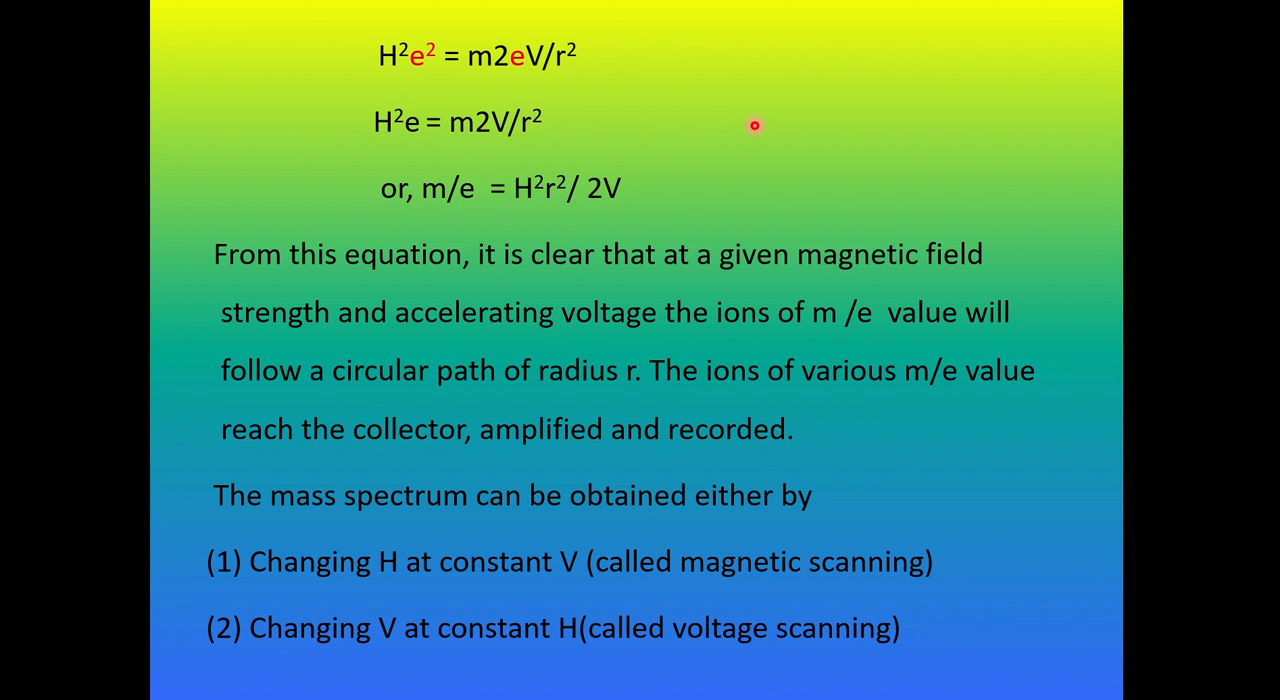 H²e² = m2eV/r²
H²e = m2V/r²
or, m/e = H²r²/ 2V
From this equation, it is clear that at a given magnetic field
strength and accelerating voltage the ions of m /e value will
follow a circular path of radius r. The ions of various m/e value
reach the collector, amplified and recorded.
The mass spectrum can be obtained either by
(1) Changing H at constant V (called magnetic scanning)
(2) Changing V at constant H(called voltage scanning)